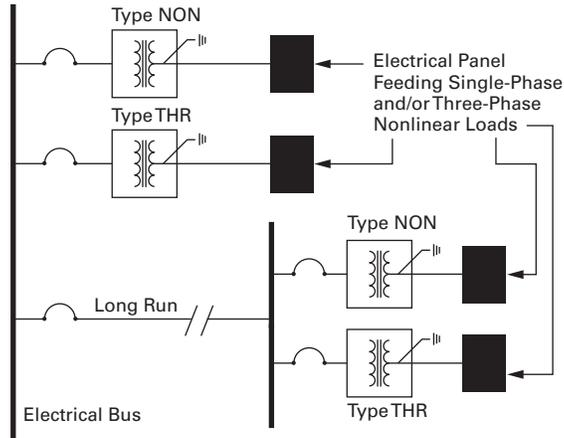 Type NON
Type THR
Electrical Panel
Feeding Single-Phase
and/or Three-Phase
Nonlinear Loads
Type NON
Long Run
Type THR
Electrical Bus